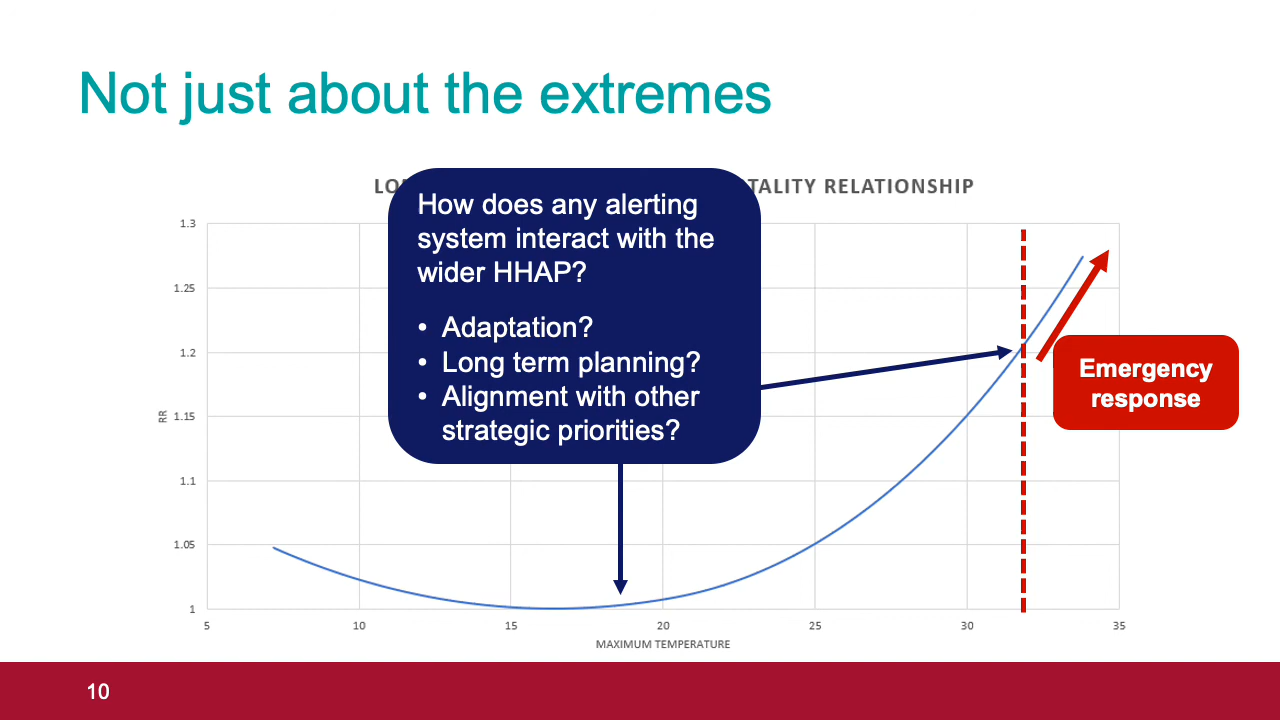 Not just about the extremes
TALITY RELATIONSHIP
How does any alerting
system interact with the
wider HHAP?
• Adaptation?
• Long term planning?
• Alignment with other
strategic priorities?
Emergency
response
1.3
1.25
1.2
1.15
1.1
1.05
1
RR
5
10
15
20
25
30
35
MAXIMUM TEMPERATURE
10